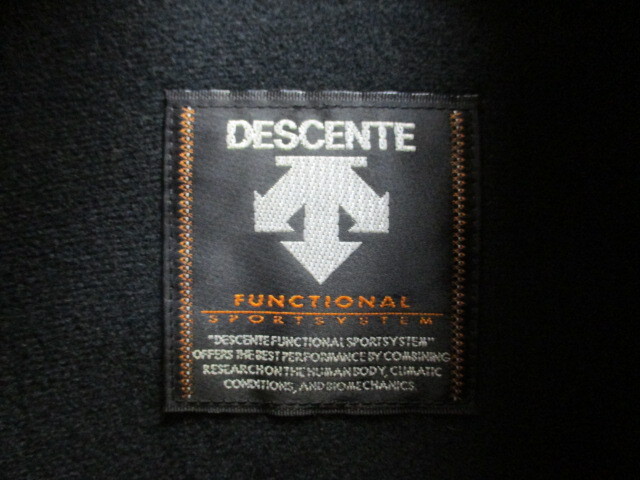 DESCENTE
FUNCTIONAL
SPORTSYSTEM
"DESCENTE FUNCTIONAL SPORTSYSTEM"
OFFERS THE BEST PERFORMANCE BY COMBINING
RESEARCH ON THE HUMAN BODY, CLIMATIC
CONDITIONS, AND BIOMECHANICS.